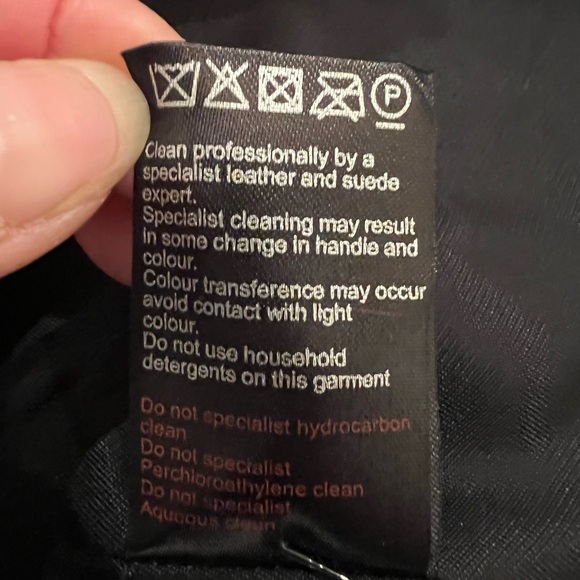 P
Clean professionally by a
specialist leather and suede
expert.
Specialist cleaning may result
in some change in handle and
colour.
Colour transference may occur
avoid contact with light
colour.
Do not use household
detergents on this garment
Do not specialist hydrocarbon
clean
Do not specialist
Perchloroethylene clean
Do not specialist
Aqueous clean